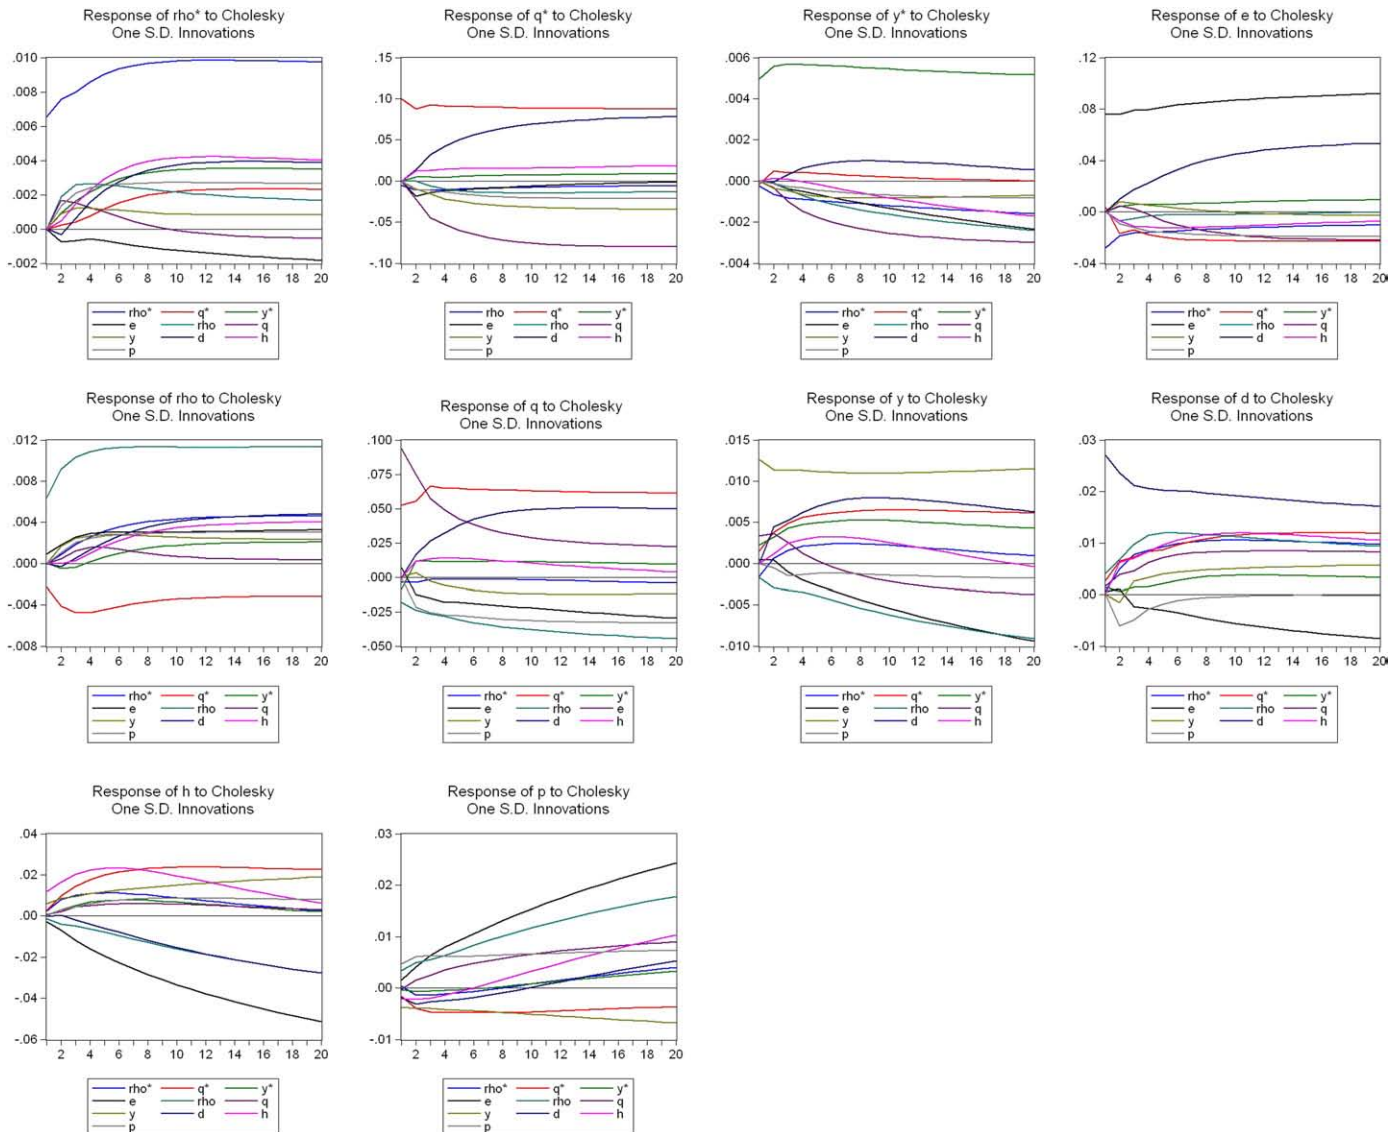 Response of rho* to Cholesky
One S.D. Innovations
.010
.008
.006
.004
.002
.000
-.002
2 4 6 8 10 12 14 16 18 20
rho* q* y*
e rho q
y d h
p
Response of q* to Cholesky
One S.D. Innovations
.15
.10
.05
.00
-.05
-.10
2 4 6 8 10 12 14 16 18 20
rho q* y*
e rho q
y d h
p
Response of y* to Cholesky
One S.D. Innovations
.006
.004
.002
.000
-.002
-.004
2 4 6 8 10 12 14 16 18 20
rho* q* y*
e rho q
y d h
p
Response of e to Cholesky
One S.D. Innovations
.12
.08
.04
.00
-.04
2 4 6 8 10 12 14 16 18 20
rho* q* y*
e rho q
y d h
p
Response of rho to Cholesky
One S.D. Innovations
.012
.008
.004
.000
-.004
-.008
2 4 6 8 10 12 14 16 18 20
rho* q* y*
e rho q
y d h
p
Response of q to Cholesky
One S.D. Innovations
.100
.075
.050
.025
.000
-.025
-.050
2 4 6 8 10 12 14 16 18 20
rho* q* y*
e rho e
y d h
p
Response of y to Cholesky
One S.D. Innovations
.015
.010
.005
.000
-.005
-.010
2 4 6 8 10 12 14 16 18 20
rho* q* y*
e rho q
y d h
p
Response of d to Cholesky
One S.D. Innovations
.03
.02
.01
.00
-.01
2 4 6 8 10 12 14 16 18 20
rho* q* y*
e rho q
y d h
p
Response of h to Cholesky
One S.D. Innovations
.04
.02
.00
-.02
-.04
-.06
2 4 6 8 10 12 14 16 18 20
rho* q* y*
e rho q
y d h
p
Response of p to Cholesky
One S.D. Innovations
.03
.02
.01
.00
-.01
2 4 6 8 10 12 14 16 18 20
rho* q* y*
e rho q
y d h
p